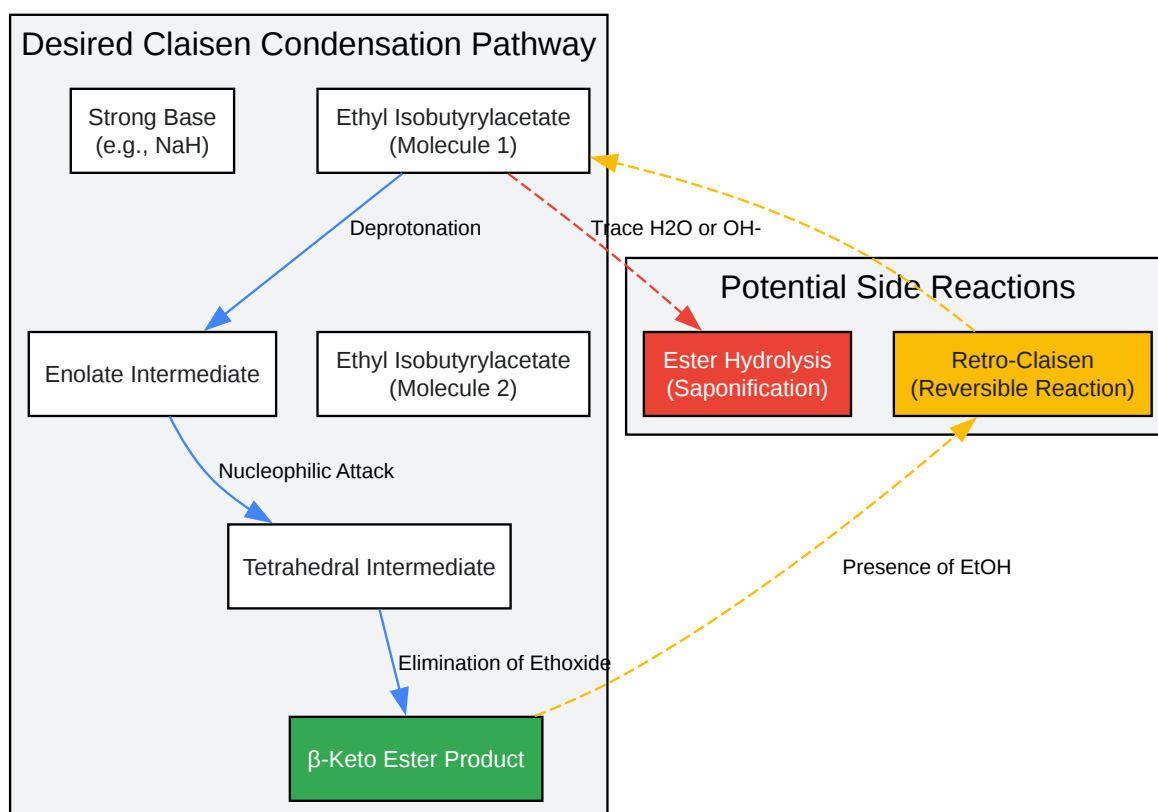 Desired Claisen Condensation Pathway
Strong Base
(e.g., NaH)
Ethyl Isobutyrylacetate
(Molecule 1)
Deprotonation
Trace H2O or OH-
Potential Side Reactions
Enolate Intermediate
Ethyl Isobutyrylacetate
(Molecule 2)
Ester Hydrolysis
(Saponification)
Retro-Claisen
(Reversible Reaction)
Nucleophilic Attack
Tetrahedral Intermediate
Presence of EtOH
Elimination of Ethoxide
β-Keto Ester Product